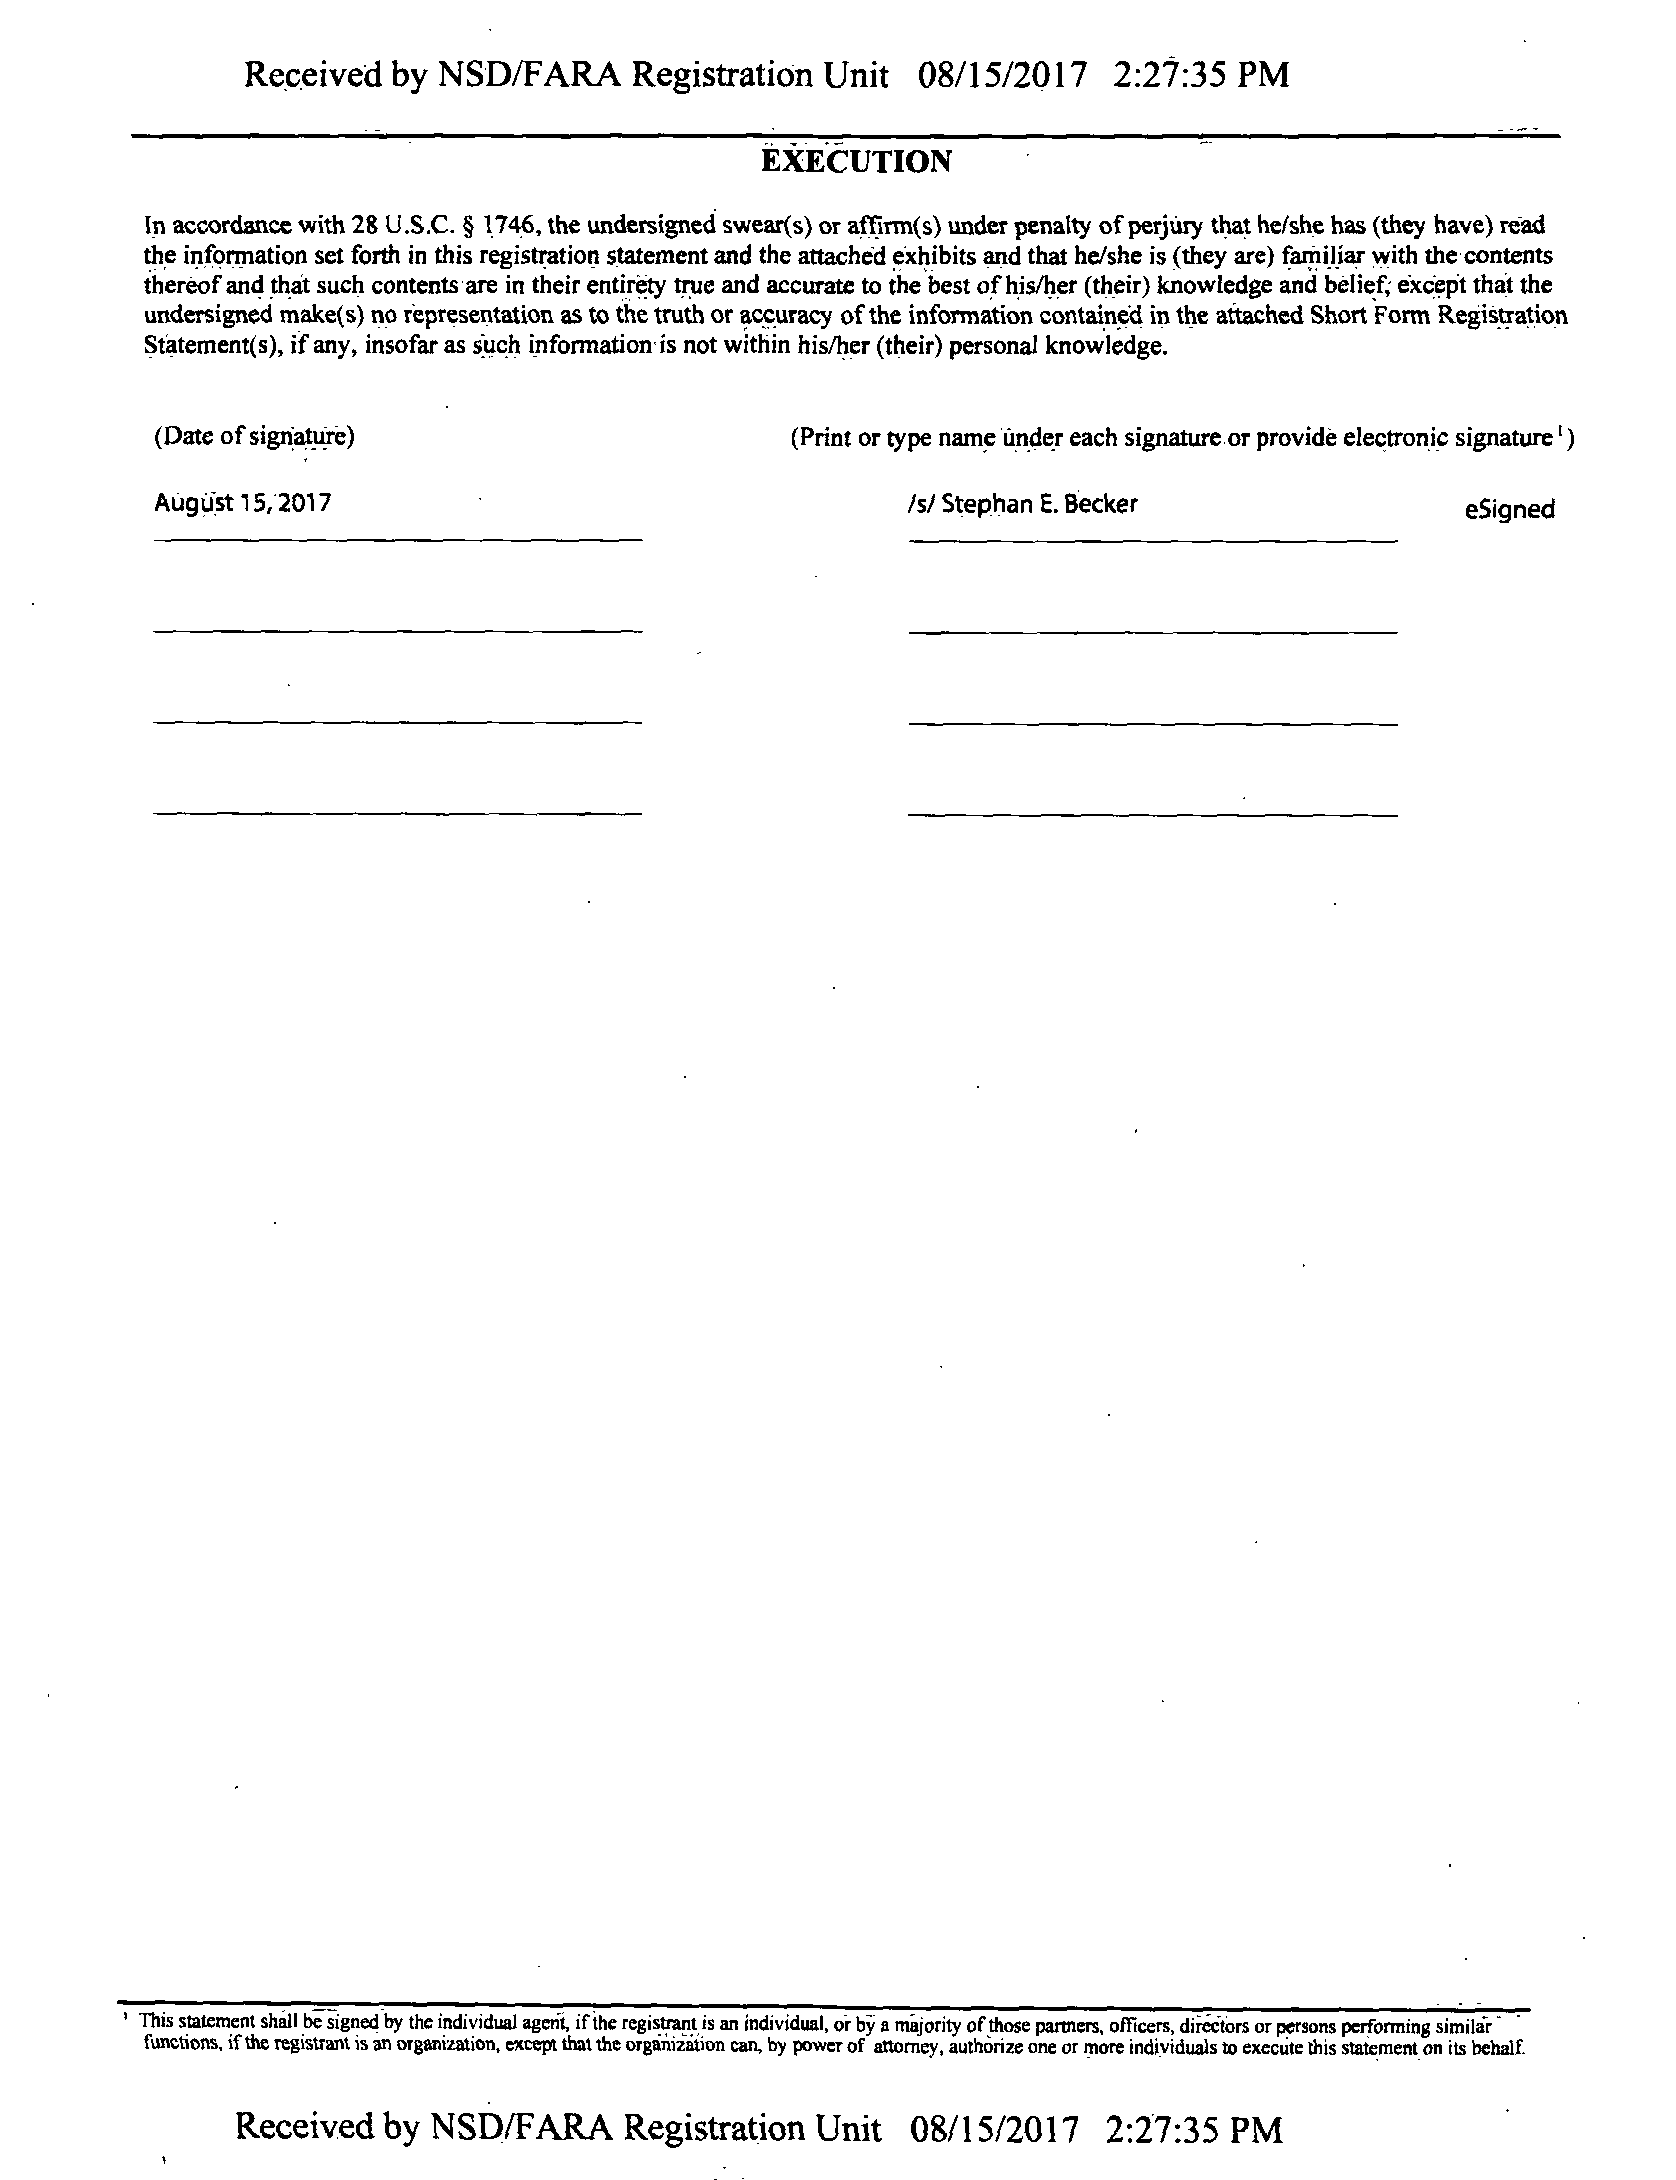 Received by NSD/FARA Registration Unit 08/15/2017 2:27:35 PM
EXECUTION
In accordance with 28 U.S.C. § 1746, the undersigned swear(s) or affirm(s) under penalty of perjury that he/she has (they have) read
the information set forth in this registration statement and the attached exhibits and that he/she is (they are) familiar with the contents
thereof and that such contents are in their entirety true and accurate to the best of his/her (their) knowledge and belief, except that the
undersigned make(s) no representation as to the truth or accuracy of the information contained in the attached Short Form Registration
Statement(s), if any, insofar as such information is not within his/her (their) personal knowledge.
(Date of signature) (Print or type name under each signature or provide electronic signature¹)
August 15, 2017 /s/ Stephan E. Becker eSigned
¹ This statement shall be signed by the individual agent, if the registrant is an individual, or by a majority of those partners, officers, directors or persons performing similar
functions, if the registrant is an organization, except that the organization can, by power of attorney, authorize one or more individuals to execute this statement on its behalf.
Received by NSD/FARA Registration Unit 08/15/2017 2:27:35 PM